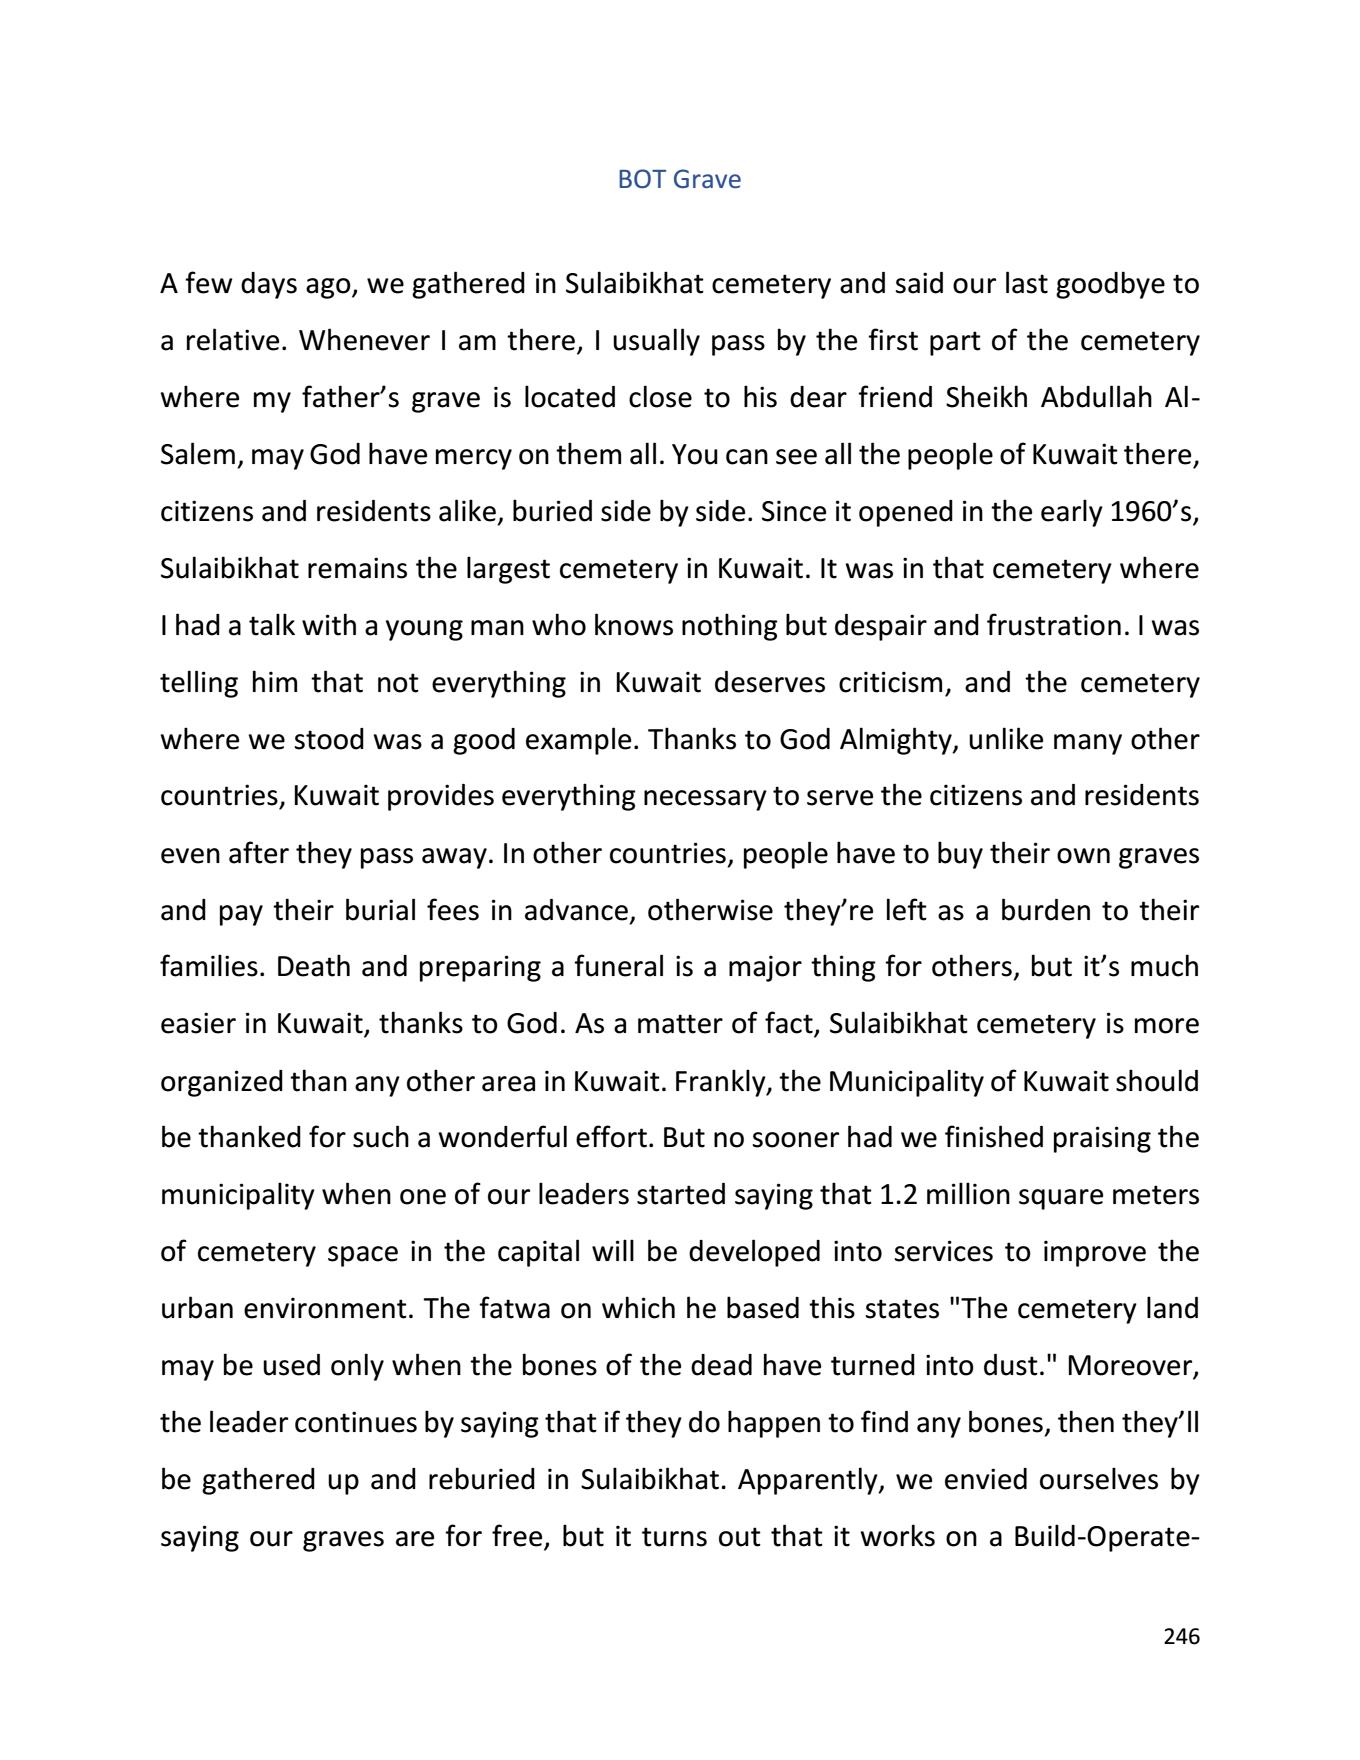 BOT Grave
A few days ago, we gathered in Sulaibikhat cemetery and said our last goodbye to
a relative. Whenever I am there, I usually pass by the first part of the cemetery
where my father’s grave is located close to his dear friend Sheikh Abdullah Al-
Salem, may God have mercy on them all. You can see all the people of Kuwait there,
citizens and residents alike, buried side by side. Since it opened in the early 1960’s,
Sulaibikhat remains the largest cemetery in Kuwait. It was in that cemetery where
I had a talk with a young man who knows nothing but despair and frustration. I was
telling him that not everything in Kuwait deserves criticism, and the cemetery
where we stood was a good example. Thanks to God Almighty, unlike many other
countries, Kuwait provides everything necessary to serve the citizens and residents
even after they pass away. In other countries, people have to buy their own graves
and pay their burial fees in advance, otherwise they’re left as a burden to their
families. Death and preparing a funeral is a major thing for others, but it’s much
easier in Kuwait, thanks to God. As a matter of fact, Sulaibikhat cemetery is more
organized than any other area in Kuwait. Frankly, the Municipality of Kuwait should
be thanked for such a wonderful effort. But no sooner had we finished praising the
municipality when one of our leaders started saying that 1.2 million square meters
of cemetery space in the capital will be developed into services to improve the
urban environment. The fatwa on which he based this states "The cemetery land
may be used only when the bones of the dead have turned into dust." Moreover,
the leader continues by saying that if they do happen to find any bones, then they’ll
be gathered up and reburied in Sulaibikhat. Apparently, we envied ourselves by
saying our graves are for free, but it turns out that it works on a Build-Operate-
246